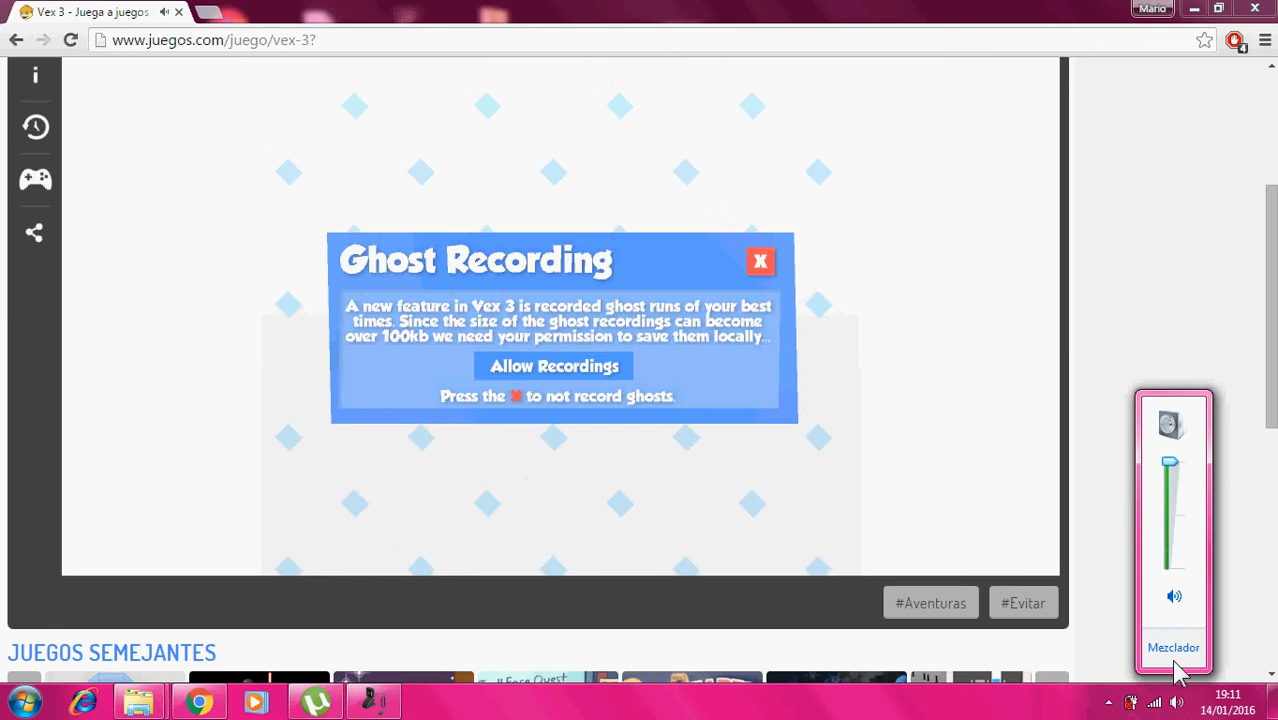 Vex 3 - Juega a juegos
Mario
www.juegos.com/juego/vex-3?
4
Ghost Recording
X
A new feature in Vex 3 is recorded ghost runs of your best
times. Since the size of the ghost recordings can become
over 100kb we need your permission to save them locally...
Allow Recordings
Press the X to not record ghosts.
#Aventuras
#Evitar
JUEGOS SEMEJANTES
Mezclador
19:11
14/01/2016